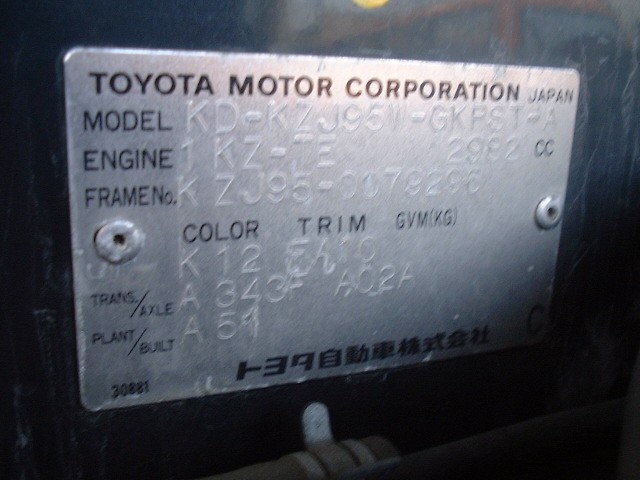 TOYOTA MOTOR CORPORATION JAPAN
MODEL KD-KZJ95W-GKPST-A
ENGINE 1KZ-TE 2982 CC
FRAME No. KZJ95-0079296
COLOR TRIM GVM(KG)
K12 FA16
TRANS./AXLE A343F A02A
PLANT/BUILT A51 C
トヨタ自動車株式会社
30881